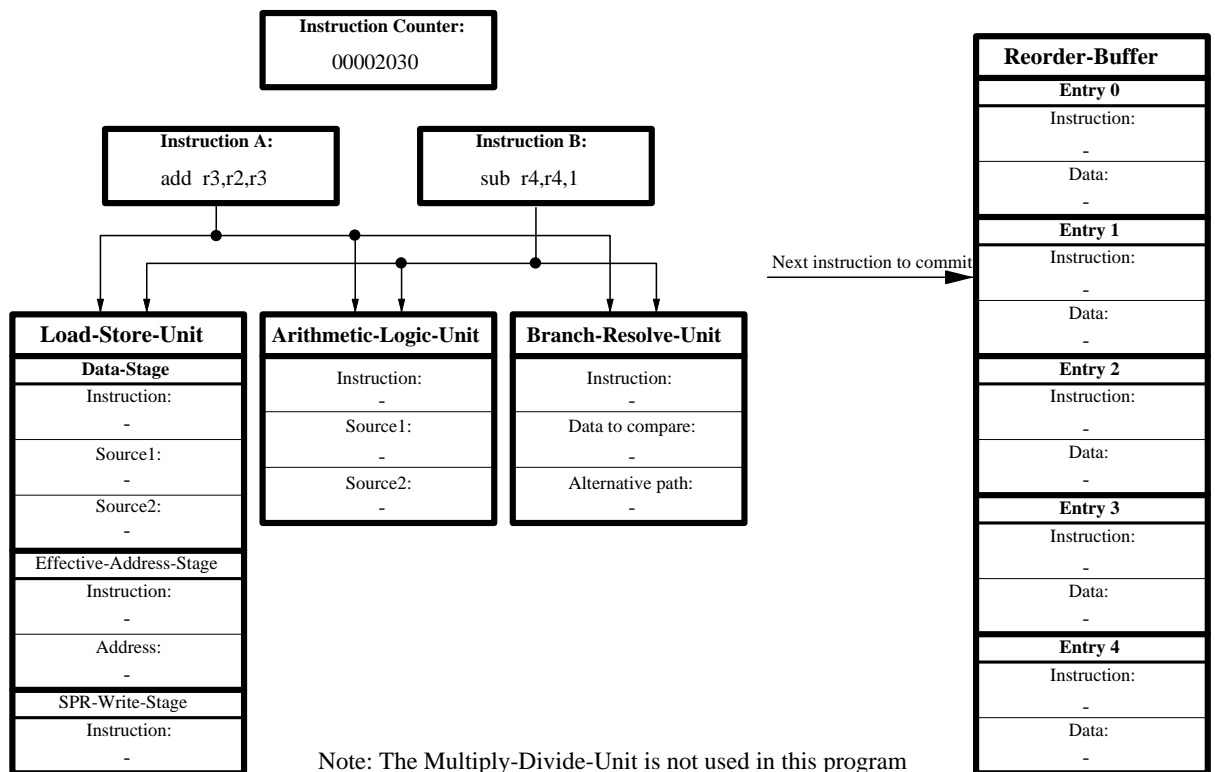 Instruction Counter:
00002030
Instruction A:
add r3,r2,r3
Instruction B:
sub r4,r4,1
Load-Store-Unit
Data-Stage
Instruction:
-
Source1:
-
Source2:
-
Effective-Address-Stage
Instruction:
-
Address:
-
SPR-Write-Stage
Instruction:
-
Arithmetic-Logic-Unit
Instruction:
-
Source1:
-
Source2:
-
Branch-Resolve-Unit
Instruction:
-
Data to compare:
-
Alternative path:
-
Next instruction to commit
Reorder-Buffer
Entry 0
Instruction:
-
Data:
-
Entry 1
Instruction:
-
Data:
-
Entry 2
Instruction:
-
Data:
-
Entry 3
Instruction:
-
Data:
-
Entry 4
Instruction:
-
Data:
-
Note: The Multiply-Divide-Unit is not used in this program